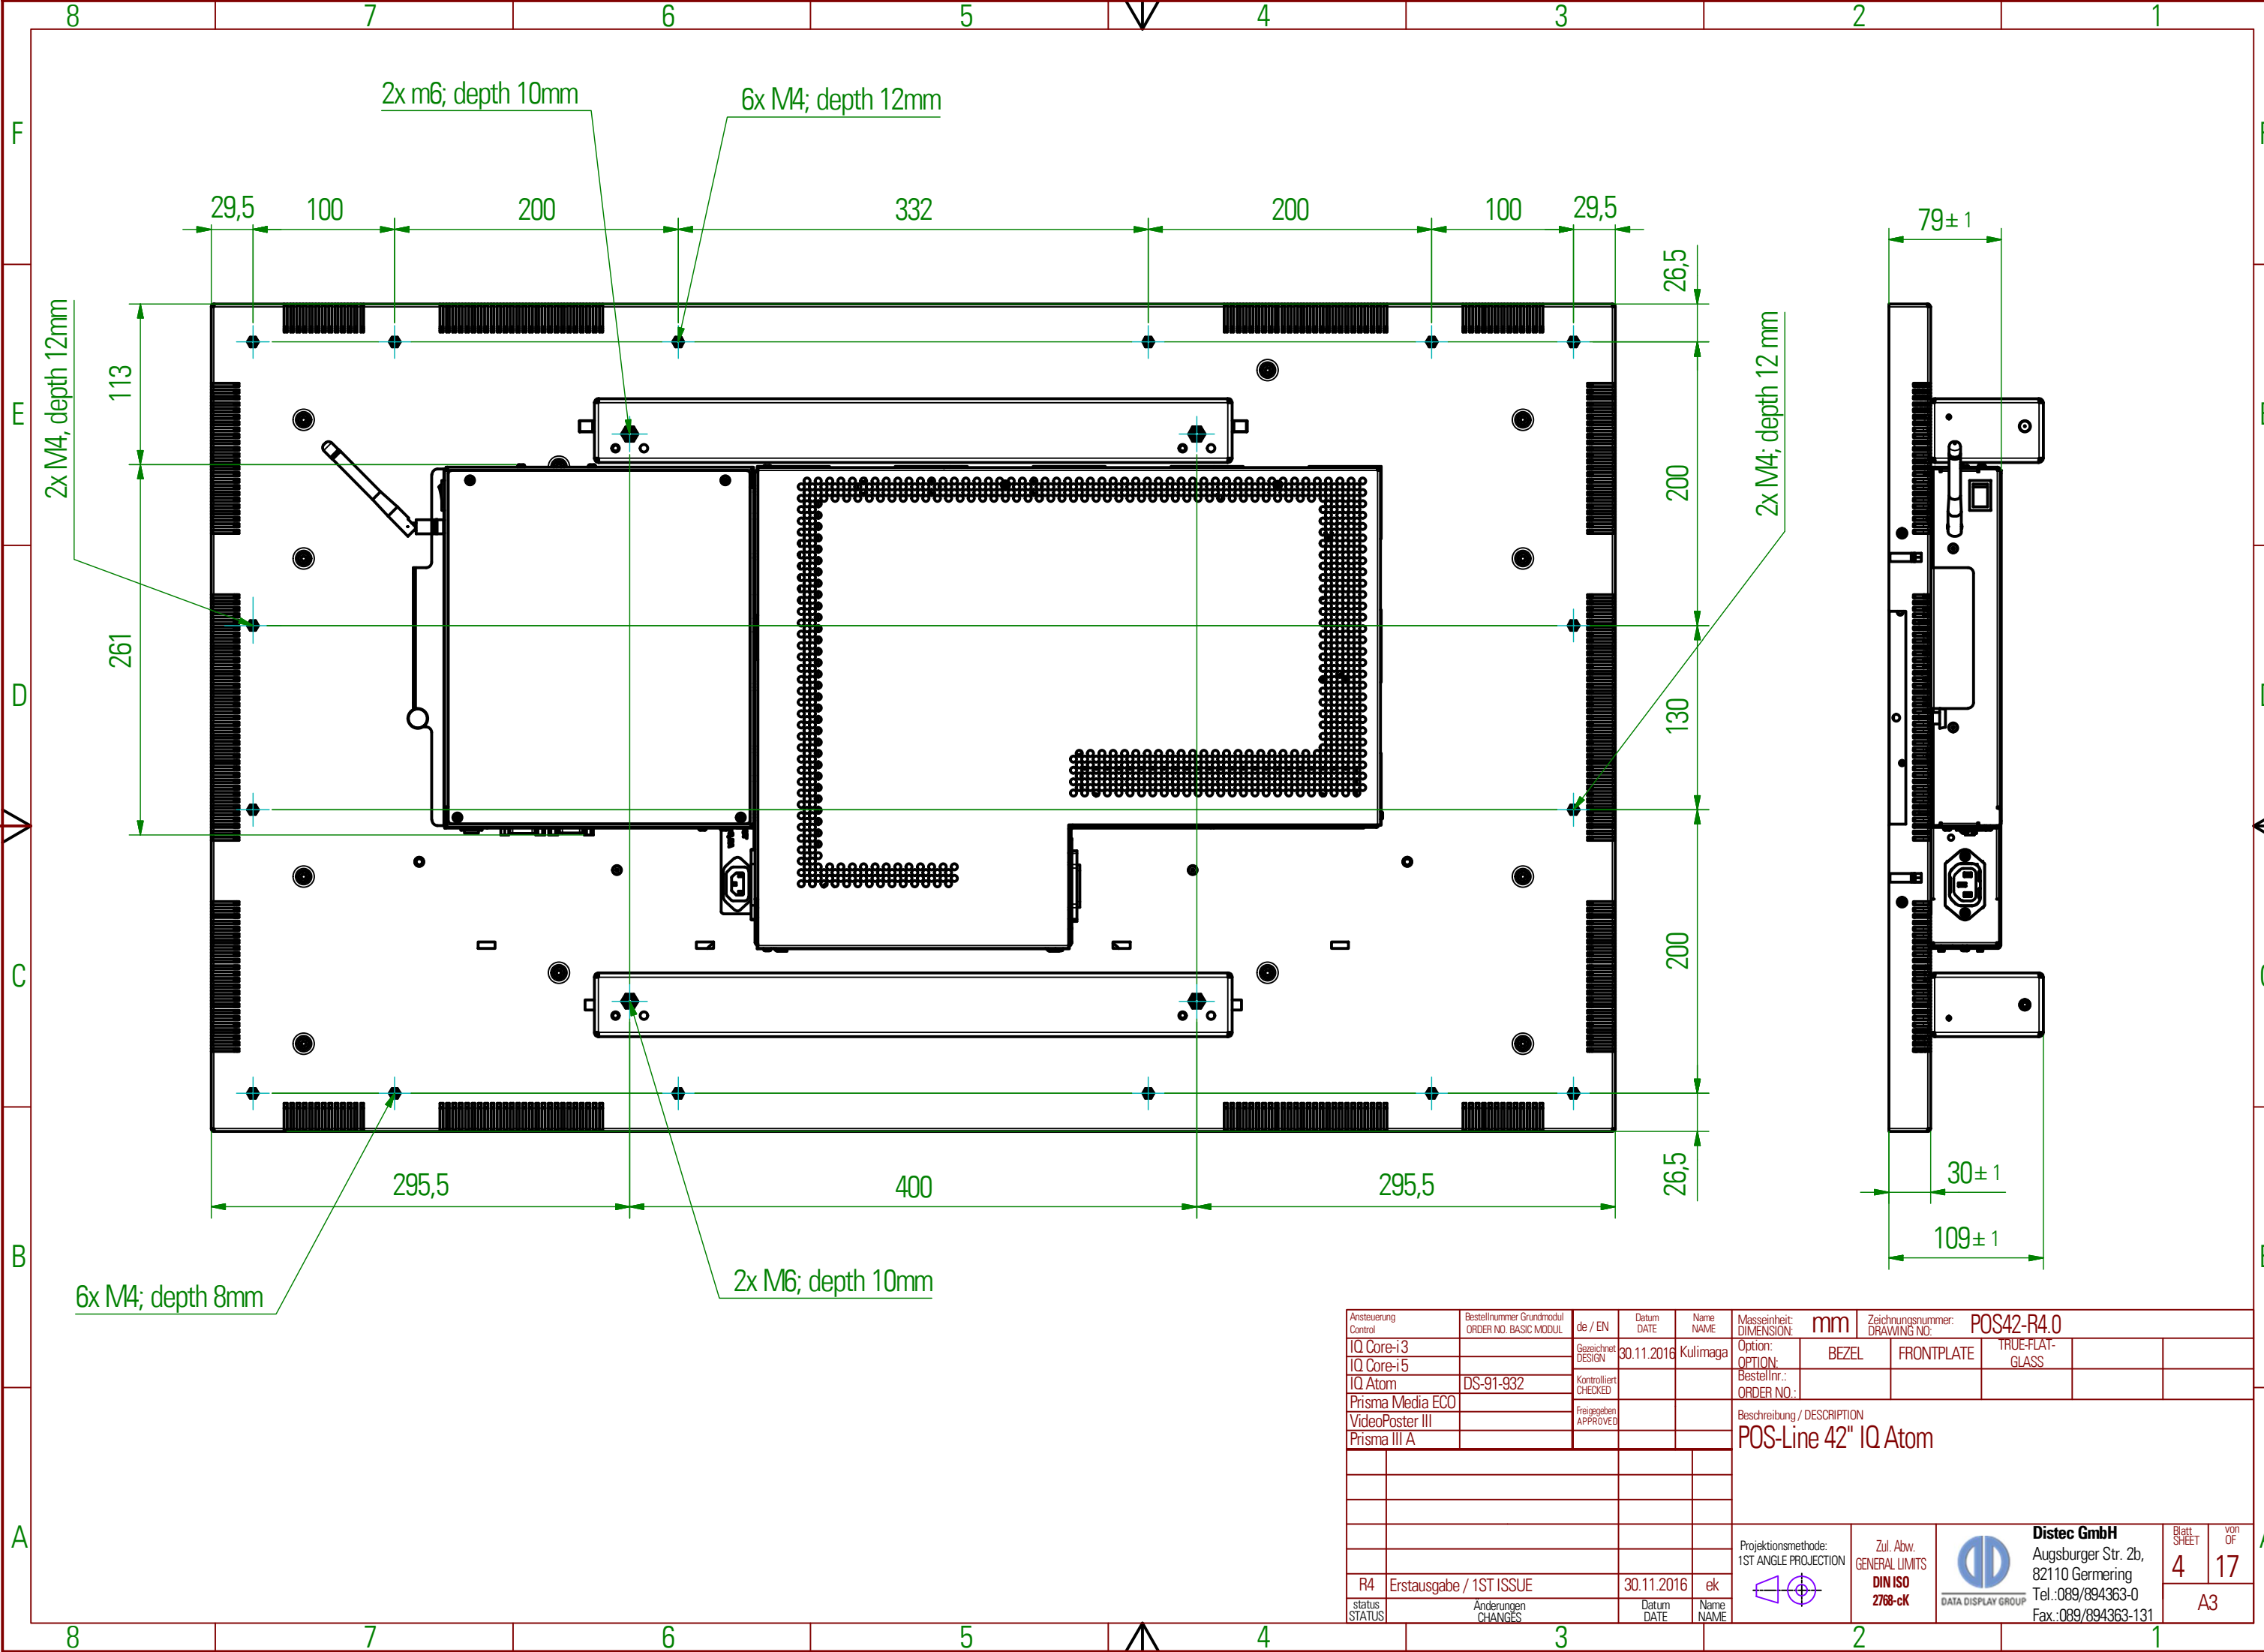 8 7 6 5 4 3 2 1
2x m6; depth 10mm
6x M4; depth 12mm
F
29,5 100 200 332 200 100 29,5
79± 1
26,5
2x M4, depth 12mm
113
2x M4; depth 12 mm
E
200
261
D
130
200
C
295,5 400 295,5
26,5
30± 1
109± 1
B
6x M4; depth 8mm
2x M6; depth 10mm
A
Ansteuerung
Control
Bestellnummer Grundmodul
ORDER NO. BASIC MODUL
de / EN
Datum
DATE
Name
NAME
Masseinheit:
DIMENSION:
mm
Zeichnungsnummer:
DRAWING NO:
POS42-R4.0
IQ Core-i3
IQ Core-i5
IQ Atom DS-91-932
Prisma Media ECO
VideoPoster III
Prisma III A
Gezeichnet
DESIGN
30.11.2016 Kulimaga
Kontrolliert
CHECKED
Freigegeben
APPROVED
Option:
OPTION:
BEZEL FRONTPLATE
TRUE-FLAT-
GLASS
Bestellnr.:
ORDER NO.:
Beschreibung / DESCRIPTION
POS-Line 42" IQ Atom
R4 Erstausgabe / 1ST ISSUE 30.11.2016 ek
status
STATUS
Änderungen
CHANGES
Datum
DATE
Name
NAME
Projektionsmethode:
1ST ANGLE PROJECTION
Zul. Abw.
GENERAL LIMITS
DIN ISO
2768-cK
DATA DISPLAY GROUP
Distec GmbH
Augsburger Str. 2b,
82110 Germering
Tel.:089/894363-0
Fax.:089/894363-131
Blatt
SHEET
4
von
OF
17
A3
8 7 6 5 4 3 2 1